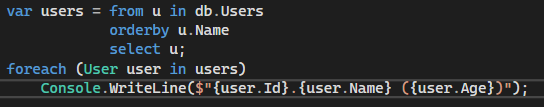 var users = from u in db.Users
            orderby u.Name
            select u;
foreach (User user in users)
    Console.WriteLine($"{user.Id}.{user.Name} ({user.Age})");